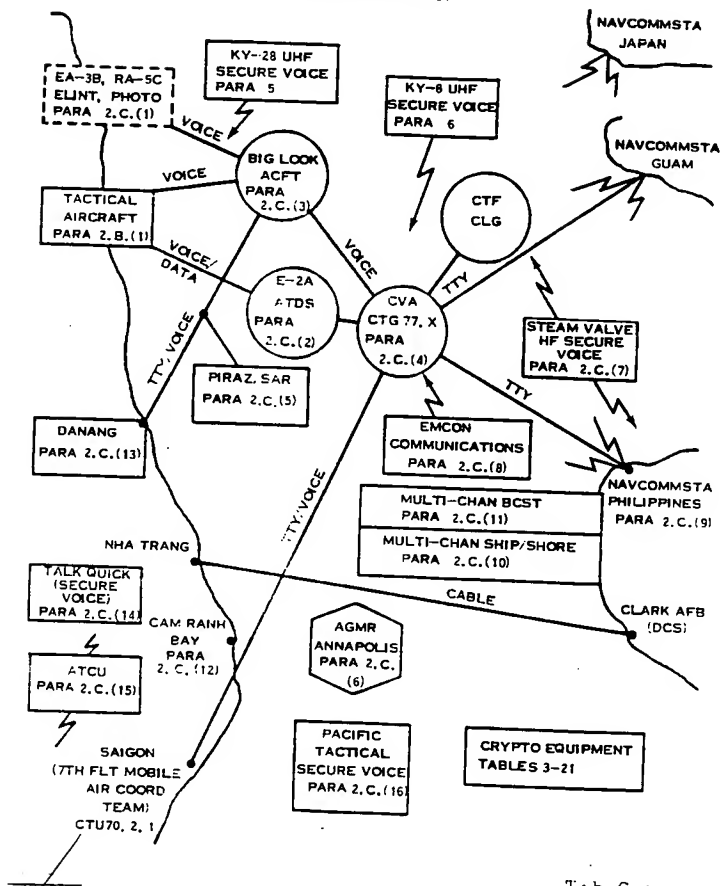 NAVCOMMSTA
JAPAN
KY-28 UHF
SECURE VOICE
PARA 5
EA-3B, RA-5C
ELINT, PHOTO
PARA 2.C.(1)
KY-8 UHF
SECURE VOICE
PARA 6
VOICE
NAVCOMMSTA
GUAM
BIG LOOK
ACFT
PARA
2.C.(3)
VOICE
CTF
CLG
TACTICAL
AIRCRAFT
PARA 2.B.(1)
VOICE
VOICE/
DATA
TTY
E-2A
ATDS
PARA
2.C.(2)
CVA
CTG 77.X
PARA
2.C.(4)
STEAM VALVE
HF SECURE
VOICE
PARA 2.C.(7)
TTY/VOICE
PIRAZ, SAR
PARA 2.C.(5)
TTY
DANANG
PARA 2.C.(13)
EMCON
COMMUNICATIONS
PARA 2.C.(8)
NAVCOMMSTA
PHILIPPINES
PARA 2.C.(9)
MULTI-CHAN BCST
PARA 2.C.(11)
MULTI-CHAN SHIP/SHORE
PARA 2.C.(10)
TTY/VOICE
NHA TRANG
CABLE
TALK QUICK
(SECURE
VOICE)
PARA 2.C.(14)
CLARK AFB
(DCS)
CAM RANH
BAY
PARA
2.C.(12)
AGMR
ANNAPOLIS
PARA 2.C.
(6)
ATCU
PARA 2.C.(15)
PACIFIC
TACTICAL
SECURE VOICE
PARA 2.C.(16)
CRYPTO EQUIPMENT
TABLES 3-21
SAIGON
(7TH FLT MOBILE
AIR COORD
TEAM)
CTU70.2.1